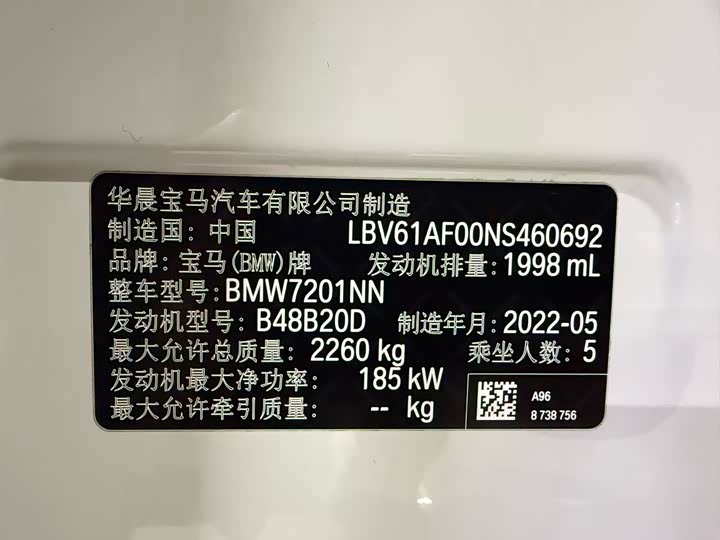 华晨宝马汽车有限公司制造
制造国: 中国 LBV61AF00NS460692
品牌: 宝马(BMW)牌 发动机排量: 1998 mL
整车型号: BMW7201NN
发动机型号: B48B20D 制造年月: 2022-05
最大允许总质量: 2260 kg 乘坐人数: 5
发动机最大净功率: 185 kW
最大允许牵引质量: -- kg
A96
8 738 756